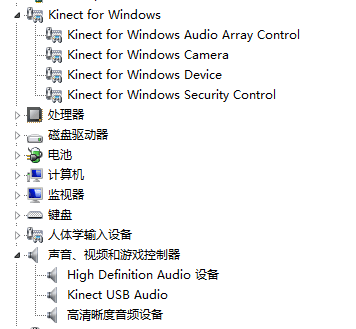 Kinect for Windows
Kinect for Windows Audio Array Control
Kinect for Windows Camera
Kinect for Windows Device
Kinect for Windows Security Control
处理器
磁盘驱动器
电池
计算机
监视器
键盘
人体学输入设备
声音、视频和游戏控制器
High Definition Audio 设备
Kinect USB Audio
高清晰度音频设备